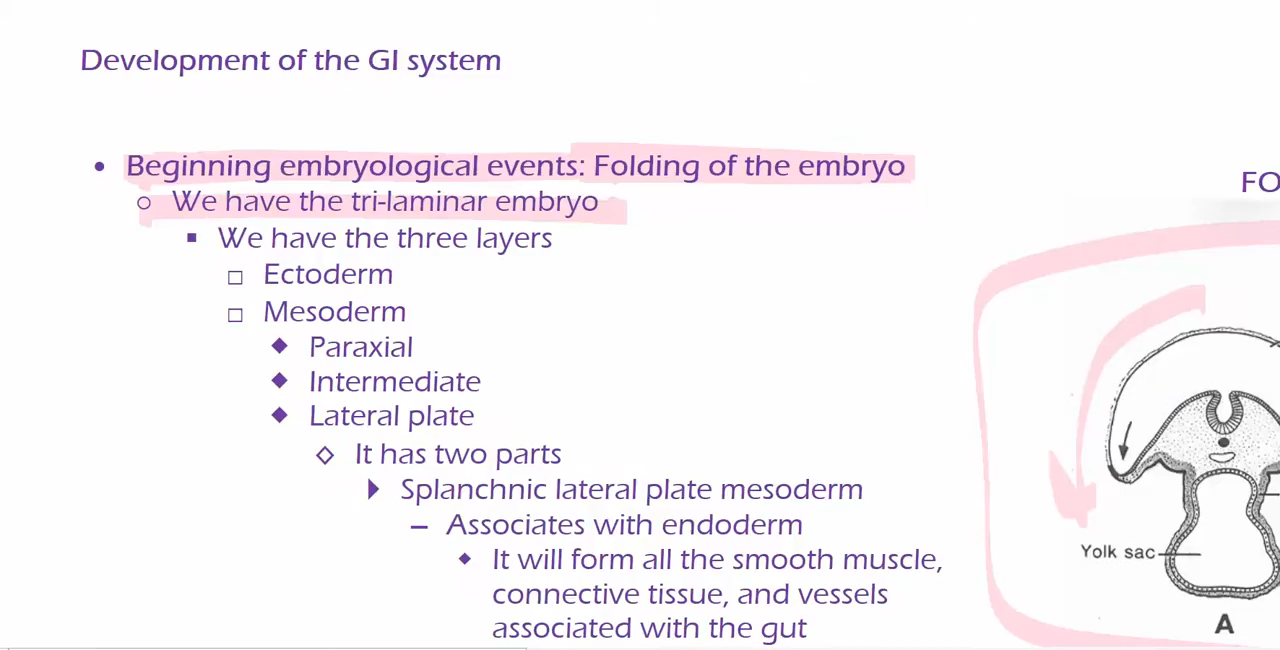 Development of the GI system
• Beginning embryological events: Folding of the embryo
○ We have the tri-laminar embryo
▪ We have the three layers
□ Ectoderm
□ Mesoderm
◆ Paraxial
◆ Intermediate
◆ Lateral plate
◇ It has two parts
▶ Splanchnic lateral plate mesoderm
– Associates with endoderm
◆ It will form all the smooth muscle,
connective tissue, and vessels
associated with the gut
FO
Yolk sac
A